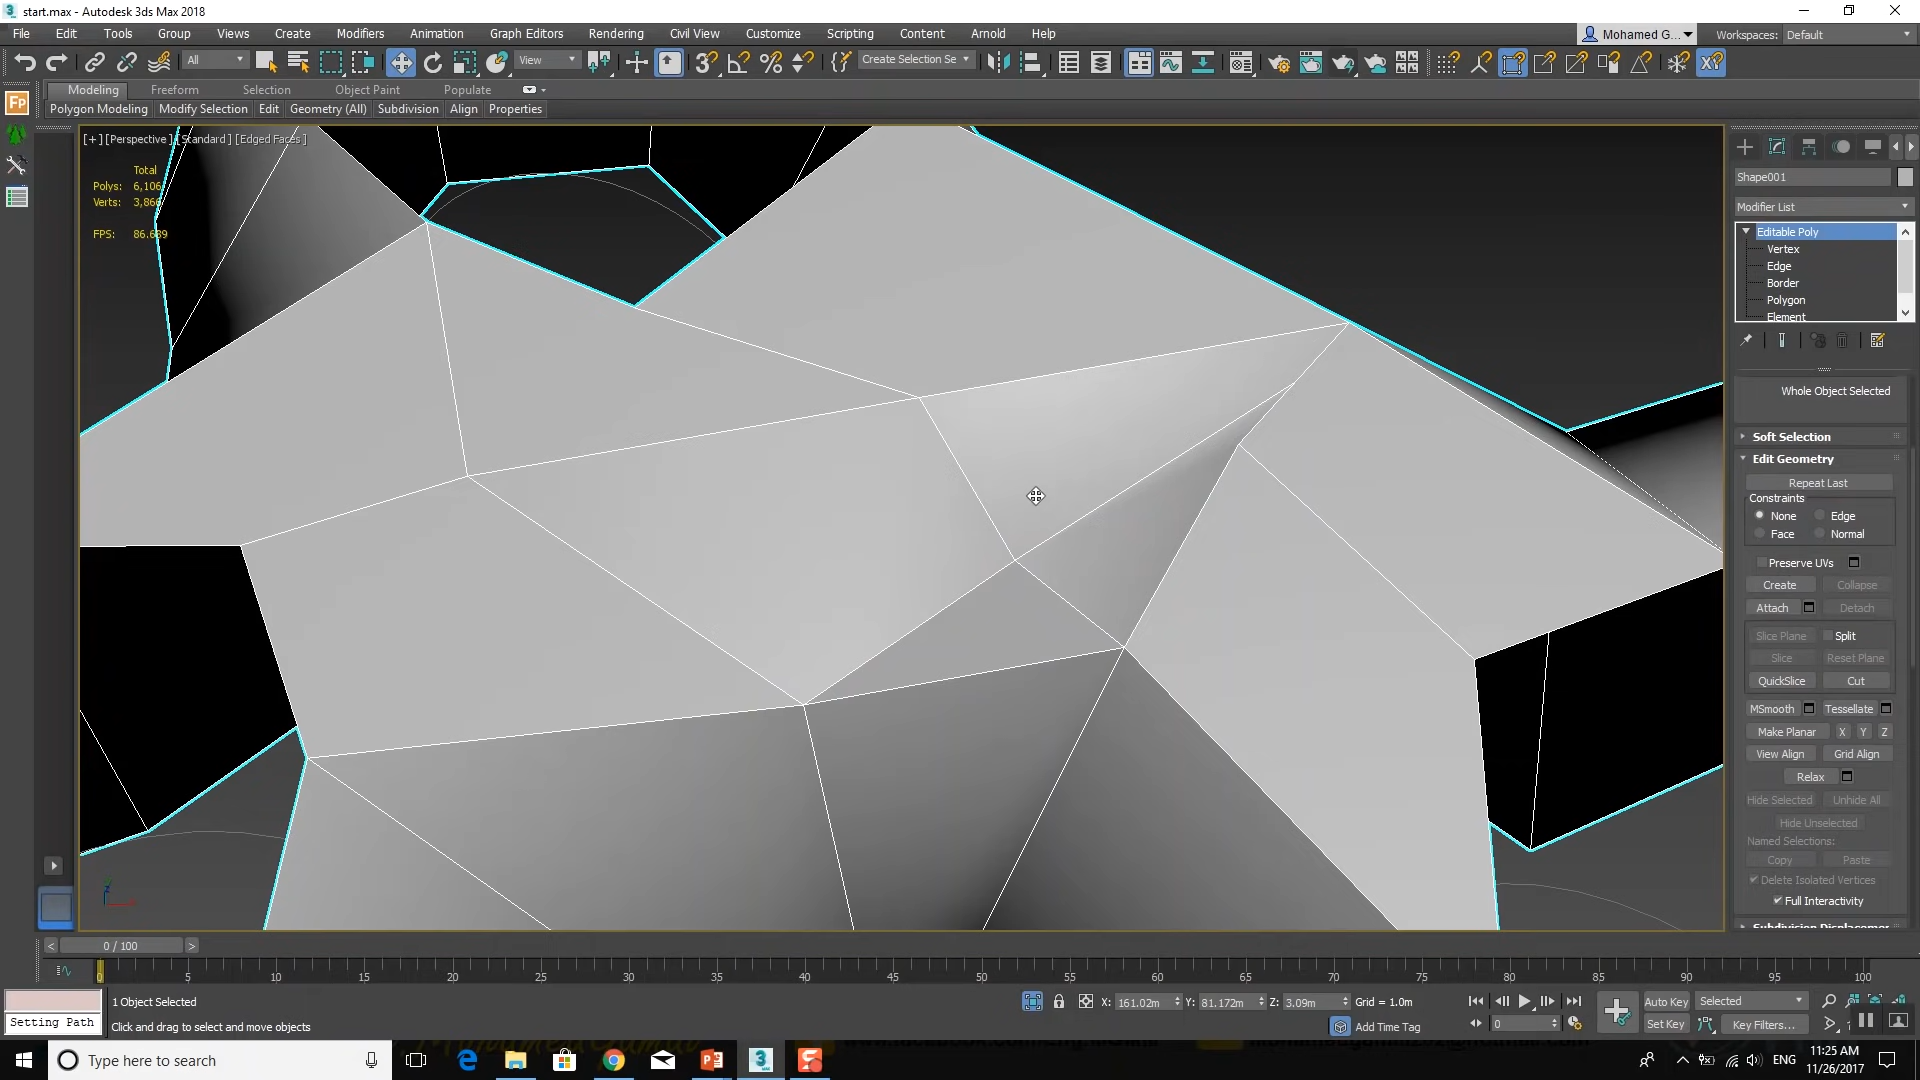 start.max - Autodesk 3ds Max 2018
File Edit Tools Group Views Create Modifiers Animation Graph Editors Rendering Civil View Customize Scripting Content Arnold Help
Mohamed G... Workspaces: Default
All View Create Selection Se
Modeling Freeform Selection Object Paint Populate
Polygon Modeling Modify Selection Edit Geometry (All) Subdivision Align Properties
[+] [Perspective] [Standard] [Edged Faces]
Total
Polys: 6,106
Verts: 3,866
FPS: 86.689
Shape001
Modifier List
Editable Poly
Vertex
Edge
Border
Polygon
Element
Whole Object Selected
Soft Selection
Edit Geometry
Repeat Last
Constraints
None Edge
Face Normal
Preserve UVs
Create Collapse
Attach Detach
Slice Plane Split
Slice Reset Plane
QuickSlice Cut
MSmooth Tessellate
Make Planar X Y Z
View Align Grid Align
Relax
Hide Selected Unhide All
Hide Unselected
Named Selections:
Copy Paste
Delete Isolated Vertices
Full Interactivity
Subdivision Displacement
< 0 / 100 >
0 5 10 15 20 25 30 35 40 45 50 55 60 65 70 75 80 85 90 95 100
1 Object Selected X: 161.02m Y: 81.172m Z: 3.09m Grid = 1.0m Auto Key Selected
Setting Path Click and drag to select and move objects Add Time Tag 0 Set Key Key Filters...
Type here to search
ENG 11:25 AM
11/26/2017